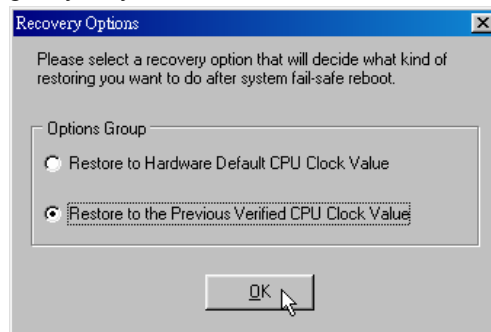 Recovery Options
Please select a recovery option that will decide what kind of
restoring you want to do after system fail-safe reboot.
Options Group
Restore to Hardware Default CPU Clock Value
Restore to the Previous Verified CPU Clock Value
OK